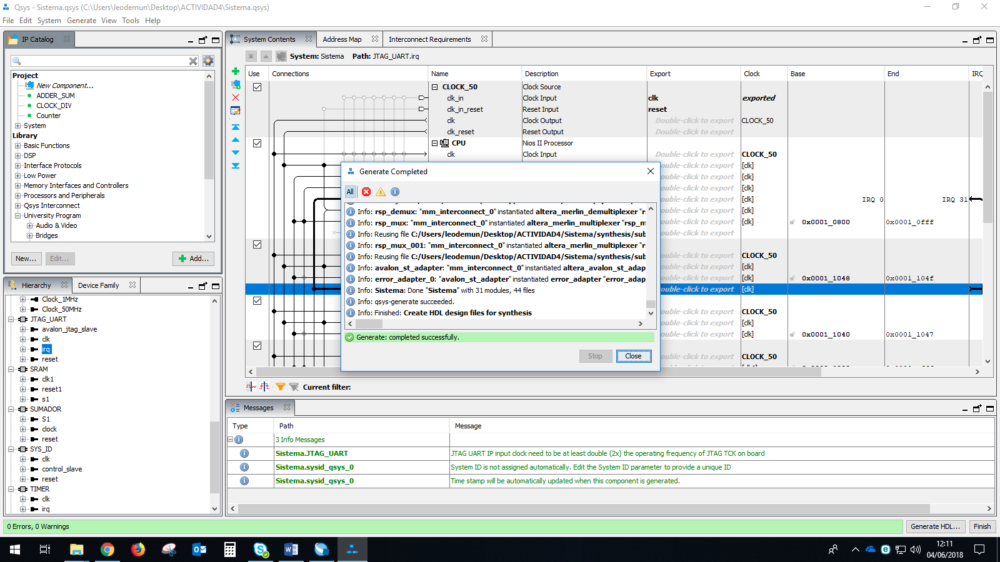 Qsys - Sistema.qsys (C:\Users\leodemun\Desktop\ACTIVIDAD4\Sistema.qsys)
File Edit System Generate View Tools Help
IP Catalog
Project
New Component...
ADDER_SUM
CLOCK_DIV
Counter
System
Library
Basic Functions
DSP
Interface Protocols
Low Power
Memory Interfaces and Controllers
Processors and Peripherals
Qsys Interconnect
University Program
Audio & Video
Bridges
New... Edit... Add...
Hierarchy Device Family
Clock_1MHz
Clock_50MHz
JTAG_UART
avalon_jtag_slave
clk
irq
reset
SRAM
clk1
reset1
s1
SUMADOR
S1
clock
reset
SYS_ID
clk
control_slave
reset
TIMER
clk
irq
System Contents Address Map Interconnect Requirements
System: Sistema Path: JTAG_UART.irq
Use Connections Name Description Export Clock Base End IRQ
CLOCK_50 Clock Source
clk_in Clock Input clk exported
clk_in_reset Reset Input reset
clk Clock Output Double-click to export CLOCK_50
clk_reset Reset Output Double-click to export
CPU Nios II Processor
clk Clock Input Double-click to export CLOCK_50
ouble-click to export [clk]
ouble-click to export [clk]
ouble-click to export [clk]
ouble-click to export [clk] IRQ 0 IRQ 31
ouble-click to export [clk]
ouble-click to export [clk] 0x0001_0800 0x0001_0fff
ouble-click to export
ouble-click to export CLOCK_50
ouble-click to export [clk]
ouble-click to export [clk] 0x0001_1048 0x0001_104f
ouble-click to export [clk]
ouble-click to export CLOCK_50
ouble-click to export [clk]
ouble-click to export [clk] 0x0001_1040 0x0001_1047
ouble-click to export CLOCK_50
Current filter:
Generate Completed
All
Info: rsp_demux: "mm_interconnect_0" instantiated altera_merlin_demultiplexer "r
Info: rsp_mux: "mm_interconnect_0" instantiated altera_merlin_multiplexer "rsp_m
Info: Reusing file C:/Users/leodemun/Desktop/ACTIVIDAD4/Sistema/synthesis/sub
Info: rsp_mux_001: "mm_interconnect_0" instantiated altera_merlin_multiplexer "r
Info: Reusing file C:/Users/leodemun/Desktop/ACTIVIDAD4/Sistema/synthesis/sub
Info: avalon_st_adapter: "mm_interconnect_0" instantiated altera_avalon_st_adap
Info: error_adapter_0: "avalon_st_adapter" instantiated error_adapter "error_adap
Info: Sistema: Done "Sistema" with 31 modules, 44 files
Info: qsys-generate succeeded.
Info: Finished: Create HDL design files for synthesis
Generate: completed successfully.
Stop Close
Messages
Type Path Message
3 Info Messages
Sistema.JTAG_UART JTAG UART IP input clock need to be at least double (2x) the operating frequency of JTAG TCK on board
Sistema.sysid_qsys_0 System ID is not assigned automatically. Edit the System ID parameter to provide a unique ID
Sistema.sysid_qsys_0 Time stamp will be automatically updated when this component is generated.
0 Errors, 0 Warnings
Generate HDL... Finish
12:11
04/06/2018